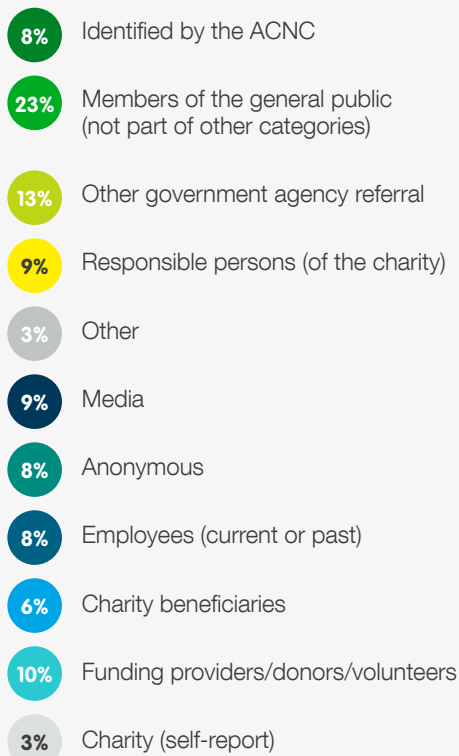 8% Identified by the ACNC
23% Members of the general public
(not part of other categories)
13% Other government agency referral
9% Responsible persons (of the charity)
3% Other
9% Media
8% Anonymous
8% Employees (current or past)
6% Charity beneficiaries
10% Funding providers/donors/volunteers
3% Charity (self-report)